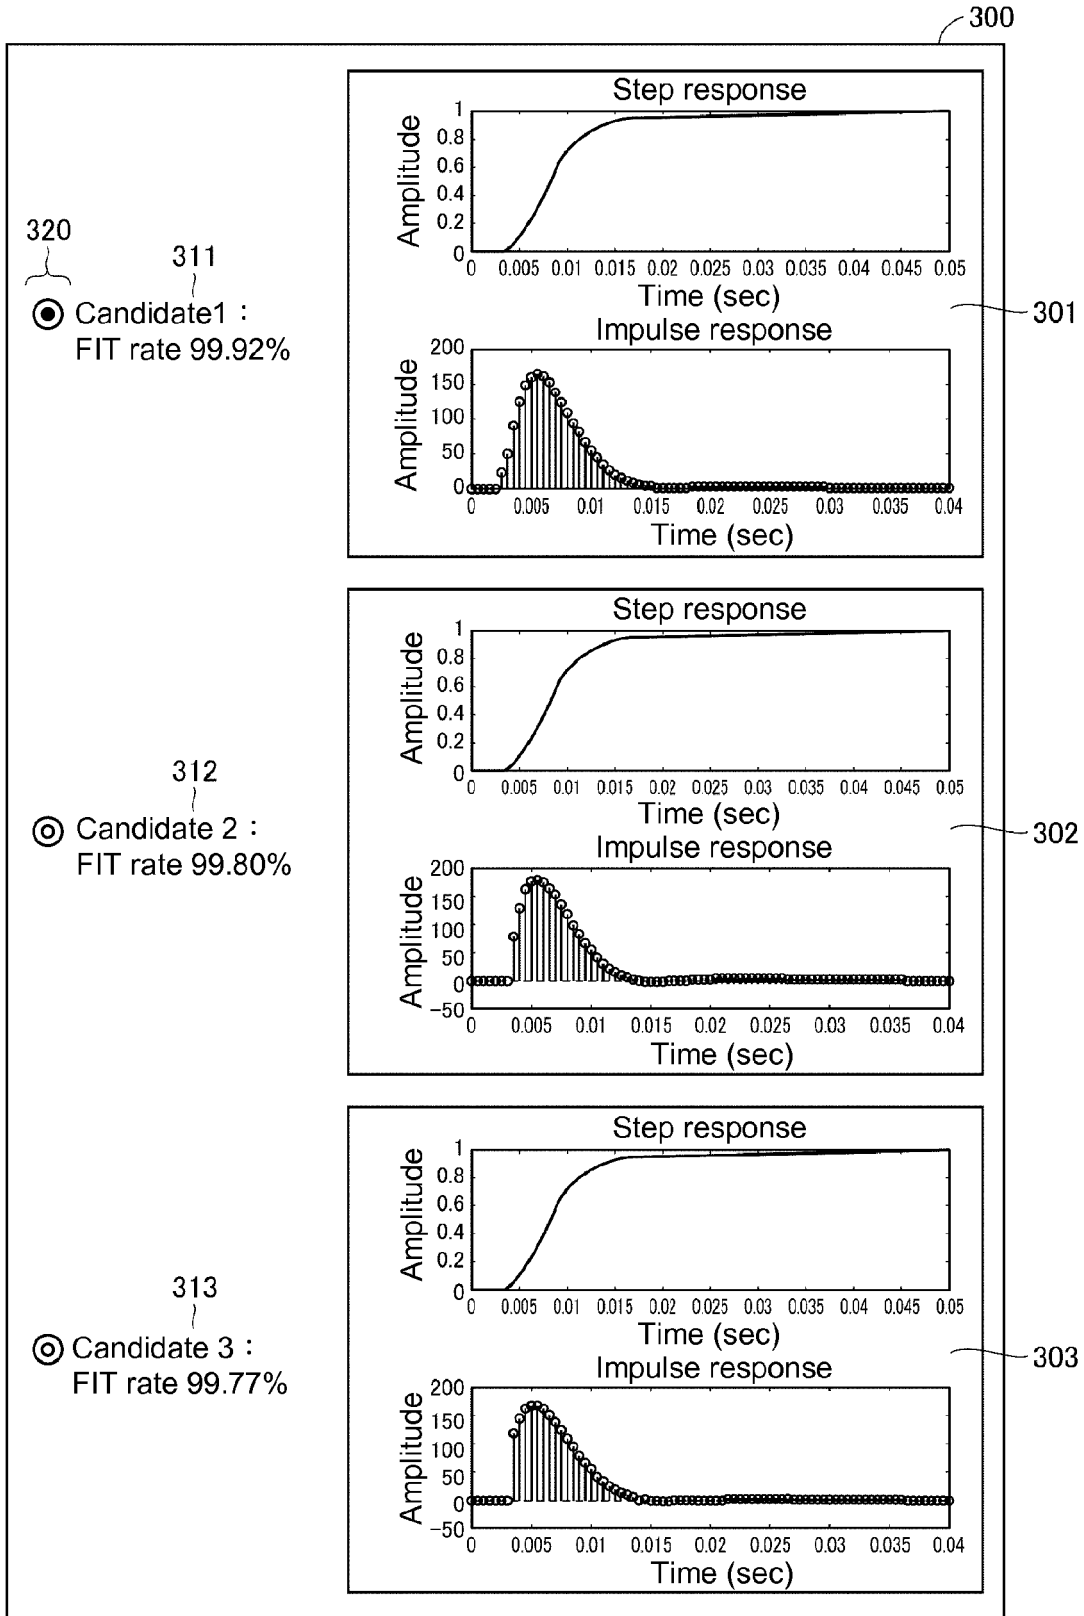 300
320
311
Candidate1 :
FIT rate 99.92%
Step response
Amplitude
1
0.8
0.6
0.4
0.2
0
0 0.005 0.01 0.015 0.02 0.025 0.03 0.035 0.04 0.045 0.05
Time (sec)
301
Impulse response
Amplitude
200
150
100
50
0
0 0.005 0.01 0.015 0.02 0.025 0.03 0.035 0.04
Time (sec)
312
Candidate 2 :
FIT rate 99.80%
Step response
Amplitude
1
0.8
0.6
0.4
0.2
0
0 0.005 0.01 0.015 0.02 0.025 0.03 0.035 0.04 0.045 0.05
Time (sec)
302
Impulse response
Amplitude
200
150
100
50
0
-50
0 0.005 0.01 0.015 0.02 0.025 0.03 0.035 0.04
Time (sec)
313
Candidate 3 :
FIT rate 99.77%
Step response
Amplitude
1
0.8
0.6
0.4
0.2
0
0 0.005 0.01 0.015 0.02 0.025 0.03 0.035 0.04 0.045 0.05
Time (sec)
303
Impulse response
Amplitude
200
150
100
50
0
-50
0 0.005 0.01 0.015 0.02 0.025 0.03 0.035 0.04
Time (sec)